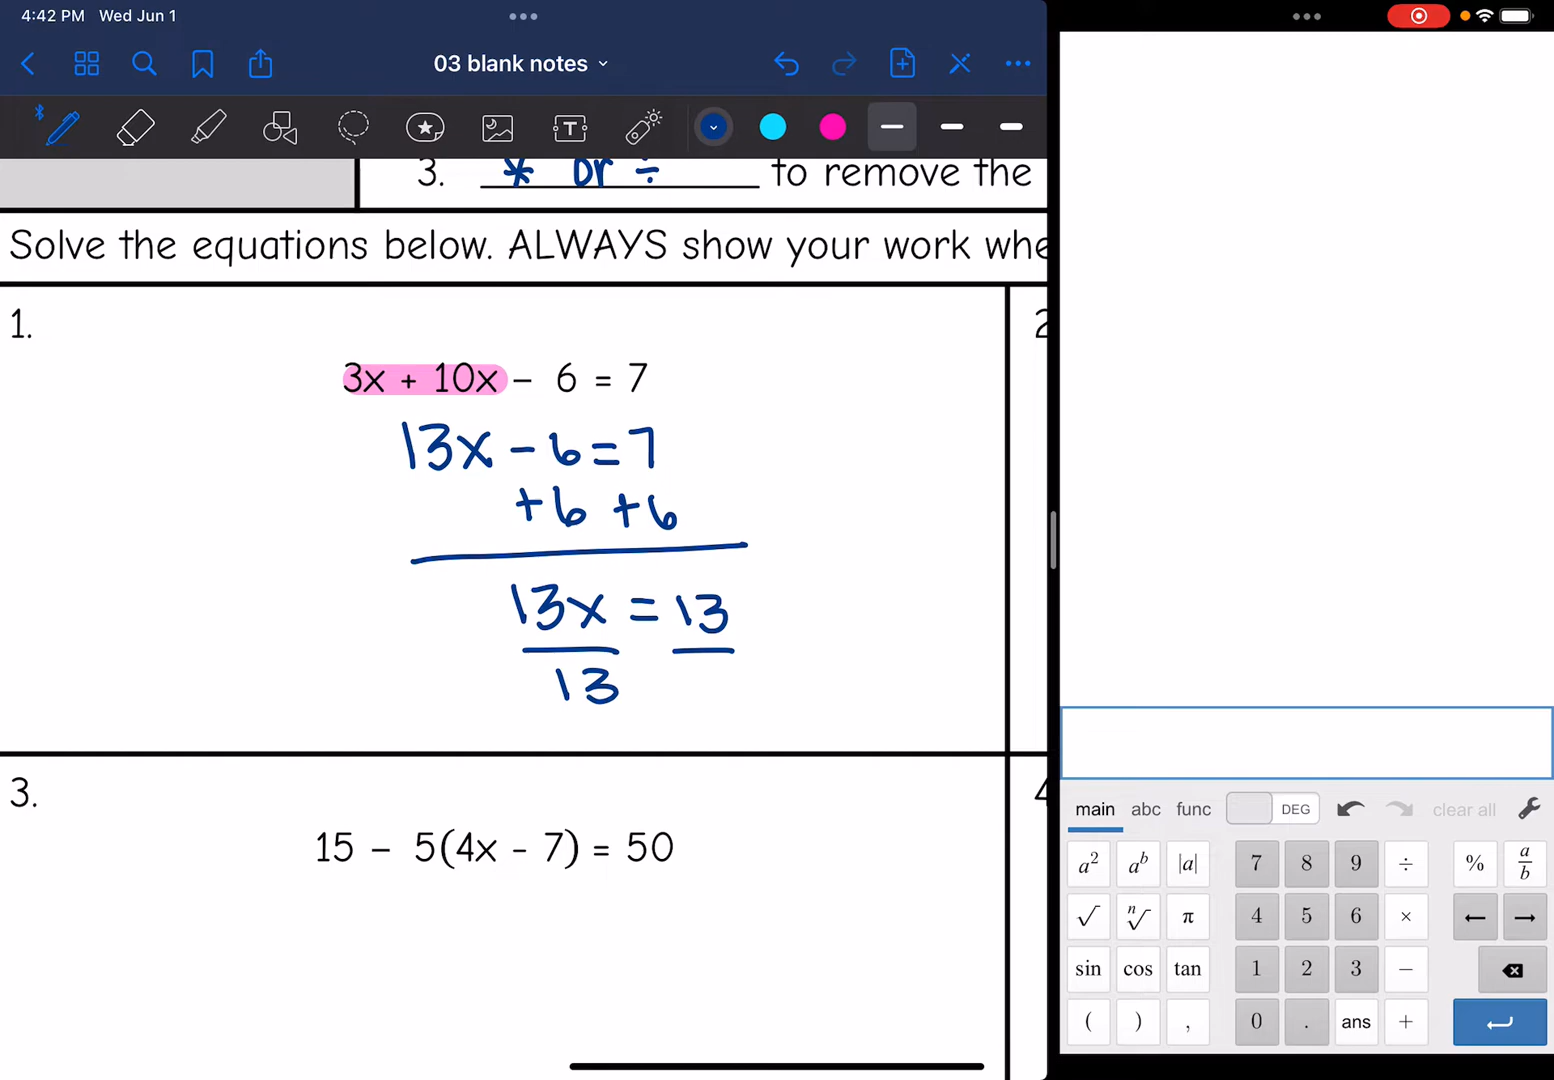 4:42 PM Wed Jun 1
03 blank notes
3. * or ÷ to remove the
Solve the equations below. ALWAYS show your work whe
1.
2
3x + 10x - 6 = 7
13x - 6 = 7
+6 +6
13x = 13
13
3.
4
15 - 5(4x - 7) = 50
main abc func DEG clear all
a² aᵇ |a| 7 8 9 ÷ % a/b
√ ⁿ√ π 4 5 6 × ← →
sin cos tan 1 2 3 −
( ) , 0 . ans +